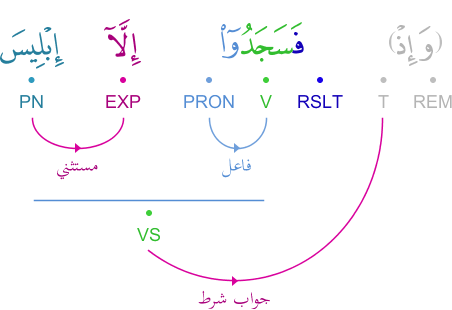 (وَإِذْ) فَسَجَدُوٓا۟ إِلَّآ إِبْلِيسَ
REM T RSLT V PRON EXP PN
فاعل مستثني
VS
جواب شرط